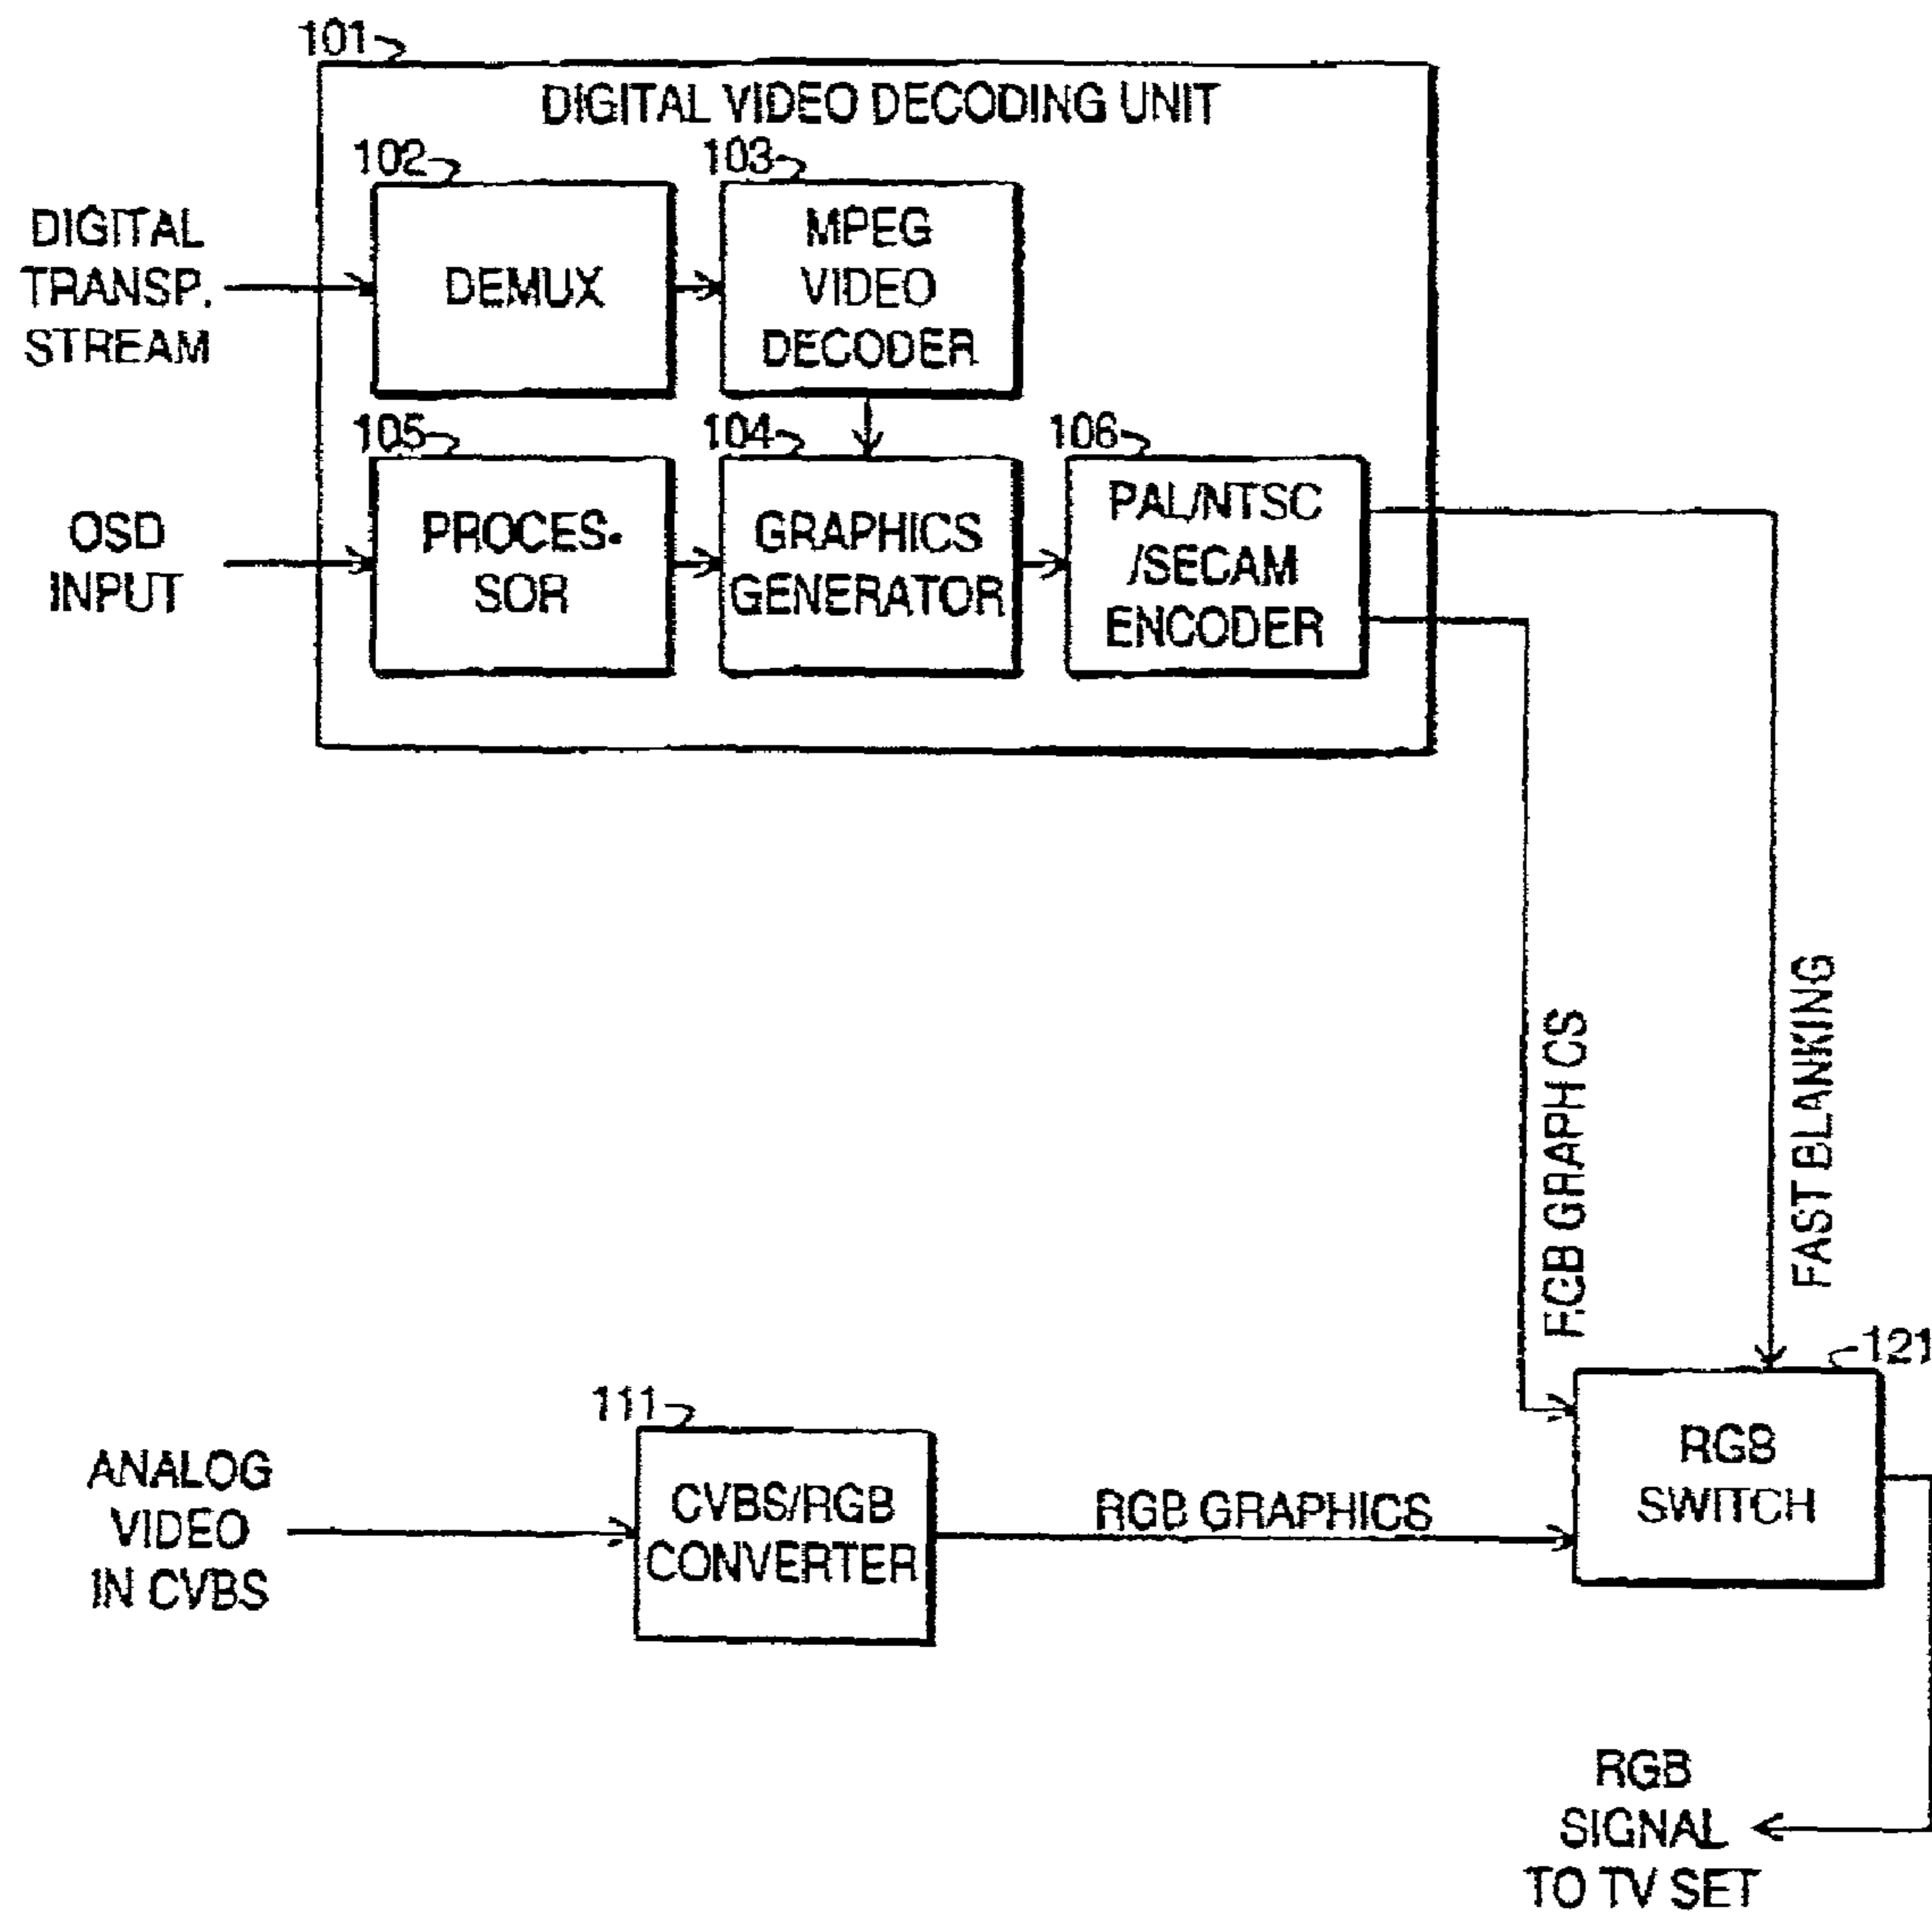 101
DIGITAL VIDEO DECODING UNIT
102
103
DIGITAL
TRANSP.
STREAM
DEMUX
MPEG
VIDEO
DECODER
105
104
106
OSD
INPUT
PROCES-
SOR
GRAPHICS
GENERATOR
PAL/NTSC
/SECAM
ENCODER
RGB GRAPHICS
FAST BLANKING
121
111
ANALOG
VIDEO
IN CVBS
CVBS/RGB
CONVERTER
RGB GRAPHICS
RGB
SWITCH
RGB
SIGNAL
TO TV SET